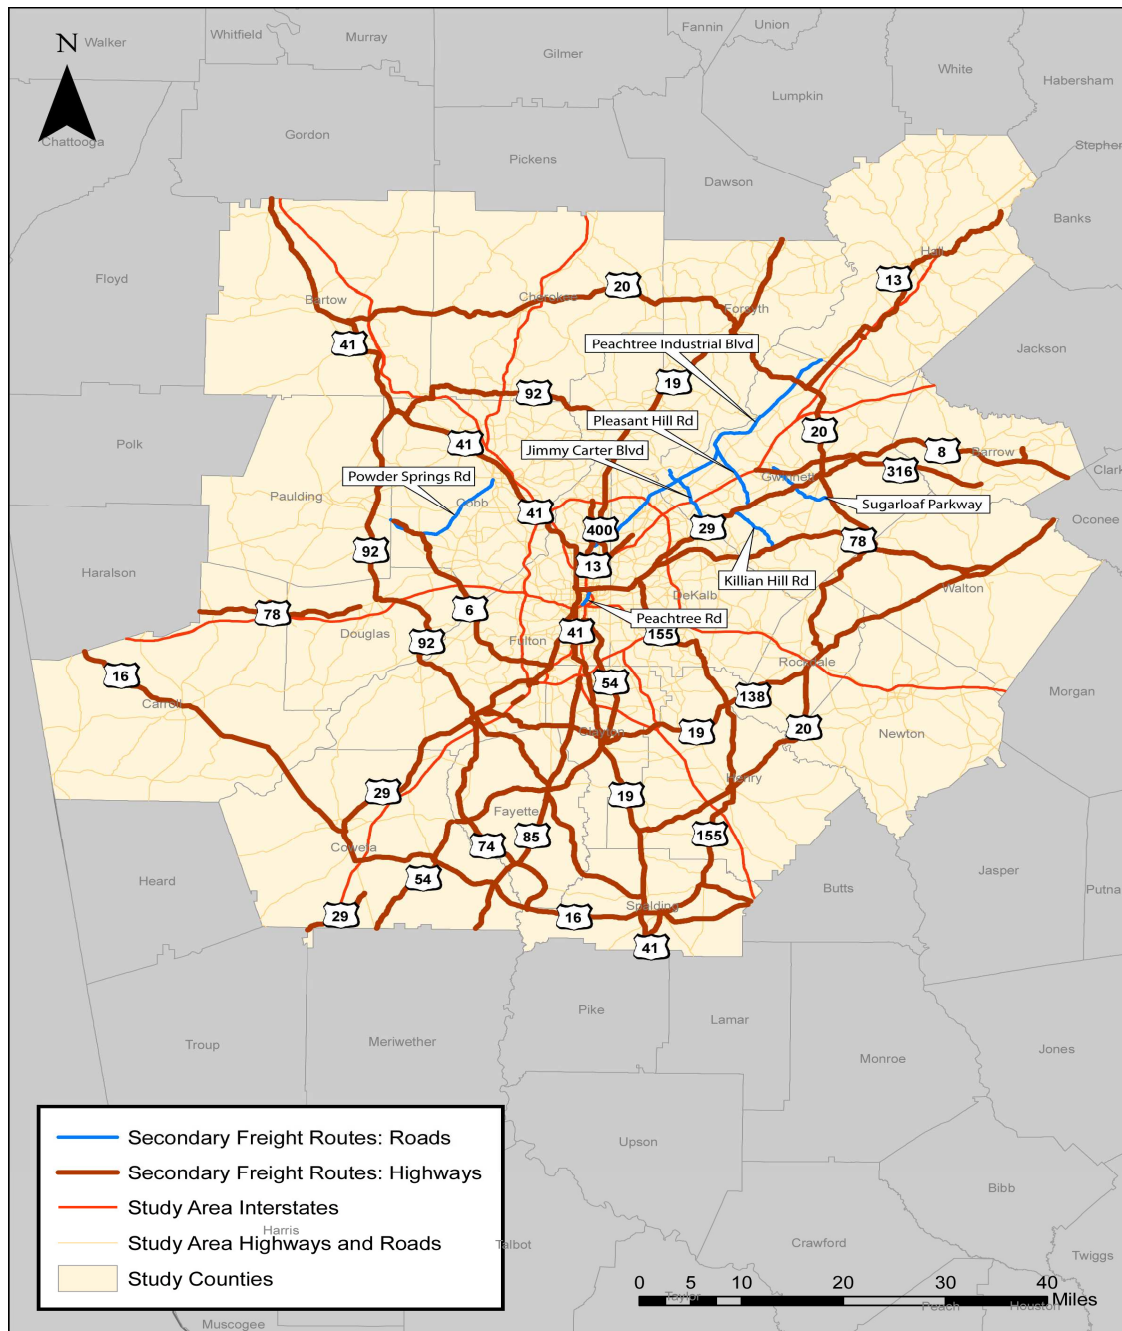 Fannin
Union
Whitfield
Murray
N
Walker
Gilmer
White
Habersham
Lumpkin
Gordon
Chattooga
Stephen
Pickens
Dawson
Banks
Hall
Floyd
13
20
Cherokee
Bartow
Forsyth
41
Peachtree Industrial Blvd
Jackson
19
92
Pleasant Hill Rd
20
Polk
41
Jimmy Carter Blvd
8
Barrow
316
Clark
Powder Springs Rd
Gwinnett
Paulding
Cobb
Sugarloaf Parkway
41
Oconee
400
29
78
92
13
Haralson
Killian Hill Rd
Walton
DeKalb
6
78
Peachtree Rd
Douglas
41
155
92
Fulton
Rockdale
16
54
Morgan
138
Carroll
20
19
Clayton
Newton
Henry
29
19
Fayette
85
155
74
Coweta
Jasper
54
Heard
Butts
Putna
Spalding
29
16
41
Pike
Lamar
Troup
Meriwether
Jones
Monroe
Upson
Secondary Freight Routes: Roads
Secondary Freight Routes: Highways
Bibb
Study Area Interstates
Harris
Study Area Highways and Roads
Talbot
Crawford
Twiggs
Study Counties
0 5 10 20 30 40
Miles
Taylor
Peach
Houston
Muscogee